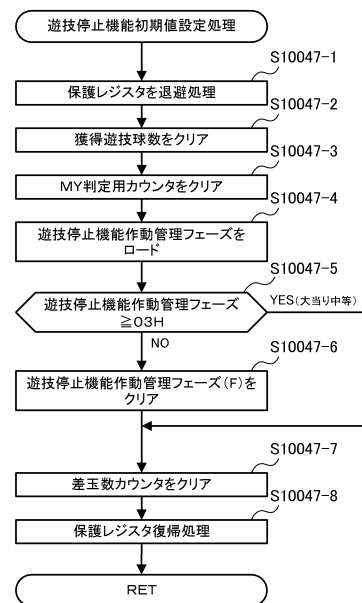 遊技停止機能初期値設定処理
S10047-1
保護レジスタを退避処理
S10047-2
獲得遊技球数をクリア
S10047-3
MY判定用カウンタをクリア
S10047-4
遊技停止機能作動管理フェーズを
ロード
S10047-5
遊技停止機能作動管理フェーズ
≧03H
YES(大当り中等)
NO
S10047-6
遊技停止機能作動管理フェーズ(F)を
クリア
S10047-7
差玉数カウンタをクリア
S10047-8
保護レジスタ復帰処理
RET